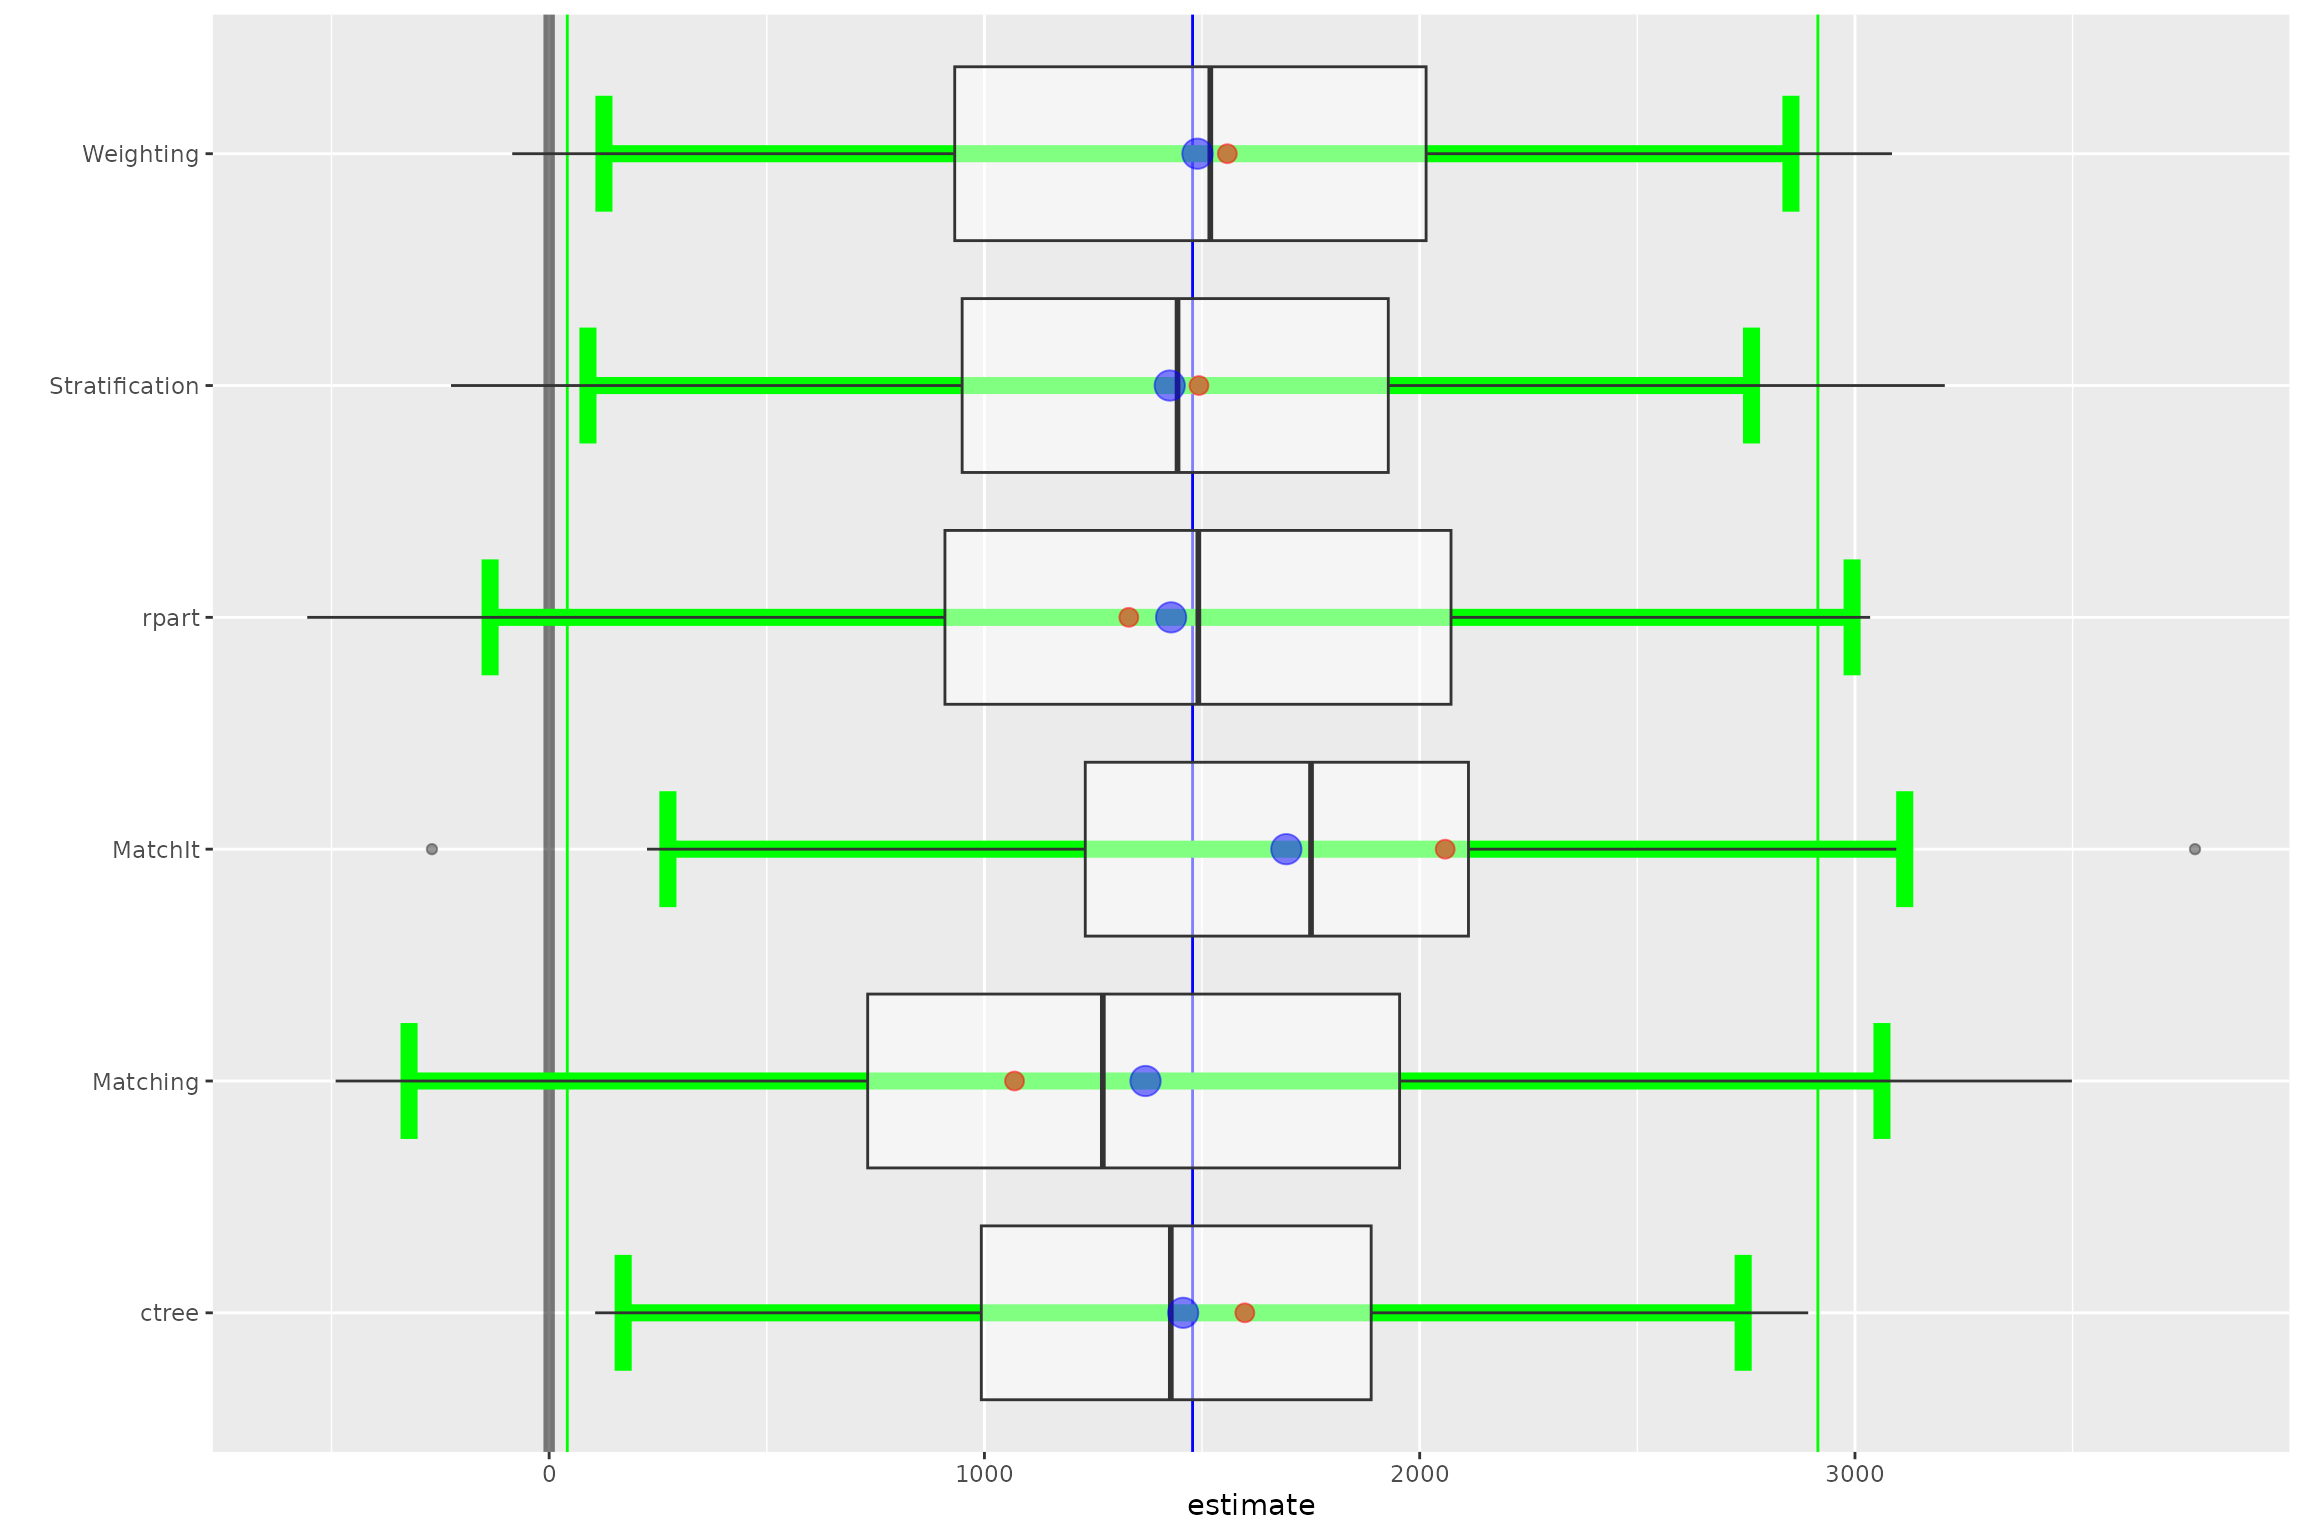 Weighting
Stratification
rpart
MatchIt
Matching
ctree
0 1000 2000 3000
estimate